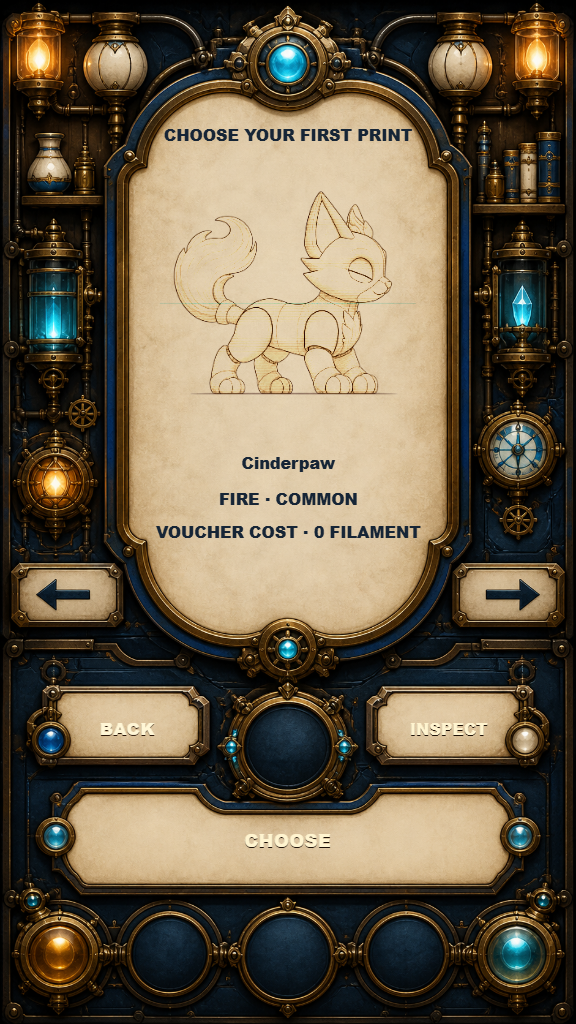 CHOOSE YOUR FIRST PRINT
Cinderpaw
FIRE · COMMON
VOUCHER COST · 0 FILAMENT
BACK
INSPECT
CHOOSE